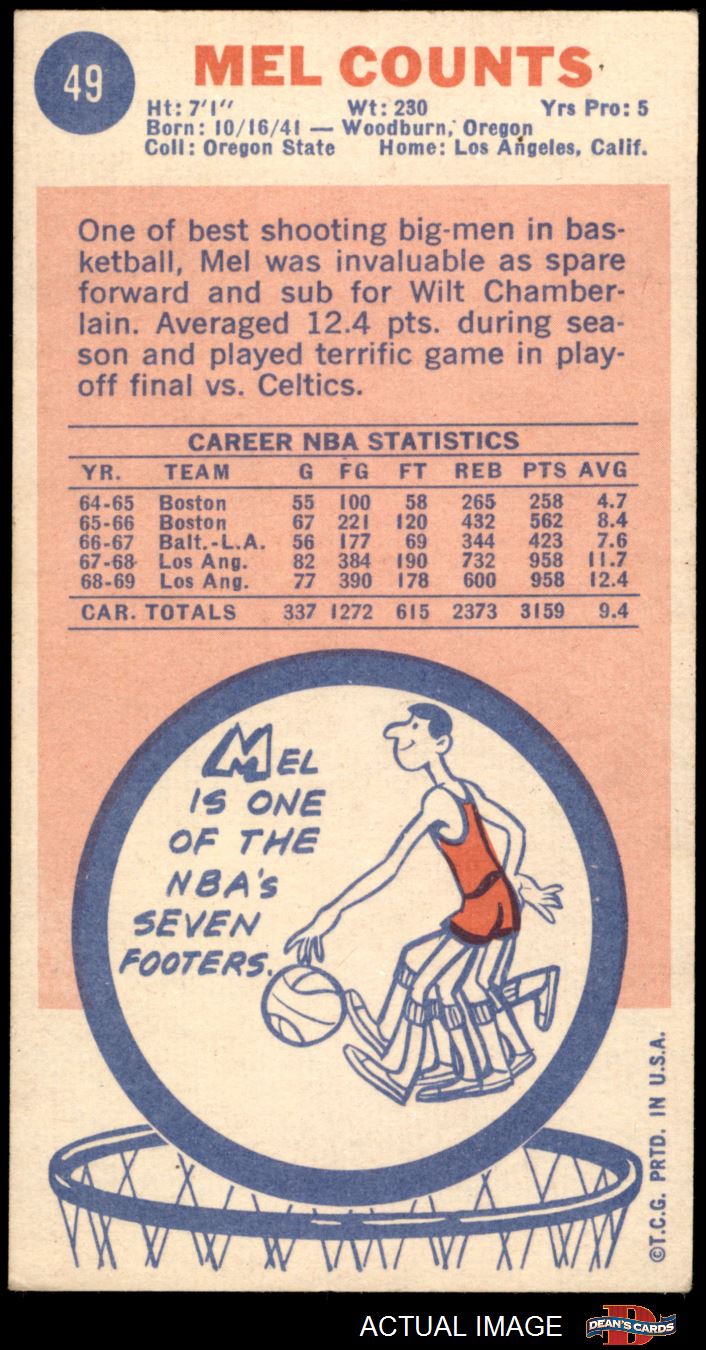 49
MEL COUNTS
Ht: 7'1" Wt: 230 Yrs Pro: 5
Born: 10/16/41 — Woodburn, Oregon
Coll: Oregon State Home: Los Angeles, Calif.
One of best shooting big-men in bas-
ketball, Mel was invaluable as spare
forward and sub for Wilt Chamber-
lain. Averaged 12.4 pts. during sea-
son and played terrific game in play-
off final vs. Celtics.
CAREER NBA STATISTICS
YR. TEAM G FG FT REB PTS AVG
64-65 Boston 55 100 58 265 258 4.7
65-66 Boston 67 221 120 432 562 8.4
66-67 Balt.-L.A. 56 177 69 344 423 7.6
67-68 Los Ang. 82 384 190 732 958 11.7
68-69 Los Ang. 77 390 178 600 958 12.4
CAR. TOTALS 337 1272 615 2373 3159 9.4
MEL
IS ONE
OF THE
NBA'S
SEVEN
FOOTERS.
©T.C.G. PRTD. IN U.S.A.
ACTUAL IMAGE
D
DEAN'S CARDS